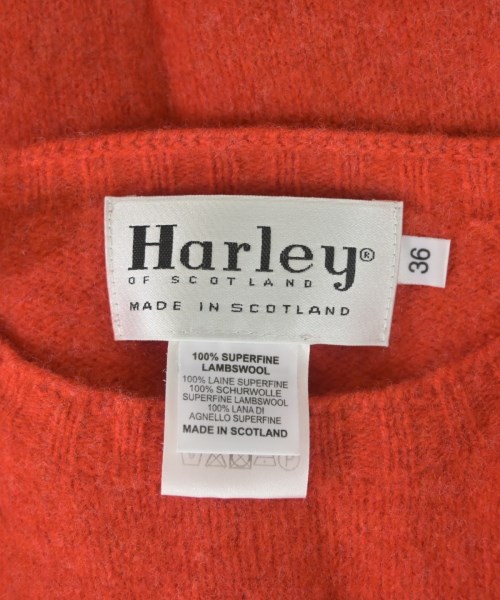 Harley®
OF SCOTLAND
MADE IN SCOTLAND
36
100% SUPERFINE
LAMBSWOOL
100% LAINE SUPERFINE
100% SCHURWOLLE
SUPERFINE LAMBSWOOL
100% LANA DI
AGNELLO SUPERFINE
MADE IN SCOTLAND